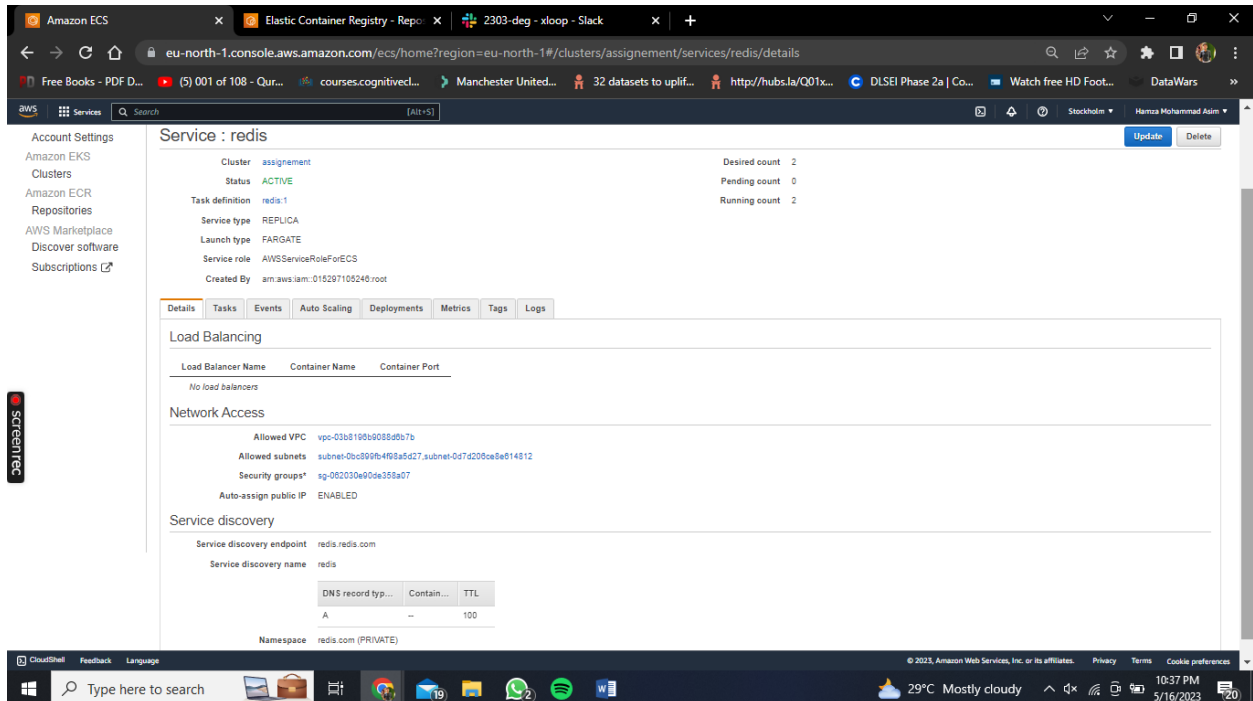 Amazon ECS
Elastic Container Registry - Repo
2303-deg - xloop - Slack
eu-north-1.console.aws.amazon.com/ecs/home?region=eu-north-1#/clusters/assignement/services/redis/details
Free Books - PDF D...
(5) 001 of 108 - Qur...
courses.cognitivecl...
Manchester United...
32 datasets to uplif...
http://hubs.la/Q01x...
DLSEI Phase 2a | Co...
Watch free HD Foot...
DataWars
»
aws
Services
Search
[Alt+S]
Stockholm
Hamza Mohammad Asim
Account Settings
Amazon EKS
Clusters
Amazon ECR
Repositories
AWS Marketplace
Discover software
Subscriptions
Service : redis
Update
Delete
Cluster assignement
Status ACTIVE
Task definition redis:1
Service type REPLICA
Launch type FARGATE
Service role AWSServiceRoleForECS
Created By arn:aws:iam::015297105246:root
Desired count 2
Pending count 0
Running count 2
Details Tasks Events Auto Scaling Deployments Metrics Tags Logs
Load Balancing
Load Balancer Name Container Name Container Port
No load balancers
Network Access
Allowed VPC vpc-03b8196b9088d6b7b
Allowed subnets subnet-0bc899fb4f98a5d27,subnet-0d7d206ce8e614812
Security groups* sg-062030e90de358a07
Auto-assign public IP ENABLED
Service discovery
Service discovery endpoint redis.redis.com
Service discovery name redis
DNS record typ... Contain... TTL
A -- 100
Namespace redis.com (PRIVATE)
screenrec
CloudShell Feedback Language
© 2023, Amazon Web Services, Inc. or its affiliates. Privacy Terms Cookie preferences
Type here to search
19
2
29°C Mostly cloudy
10:37 PM
5/16/2023
20